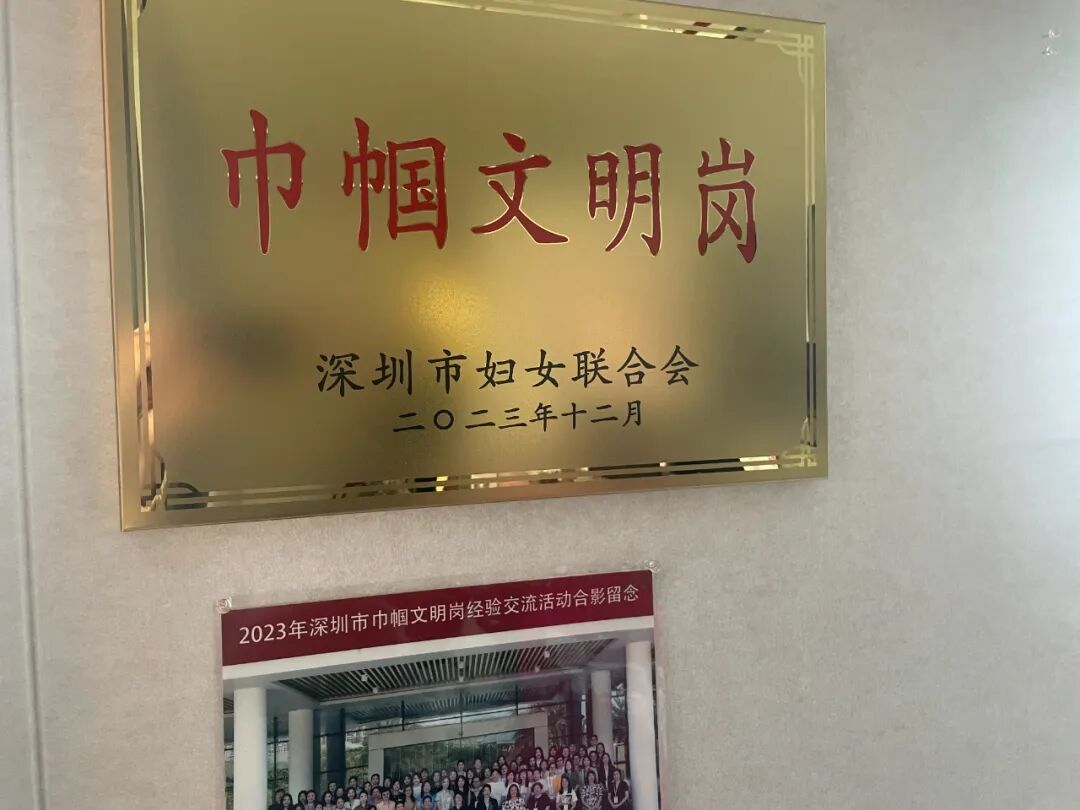 巾帼文明岗
深圳市妇女联合会
二〇二三年十二月
2023年深圳市巾帼文明岗经验交流活动合影留念